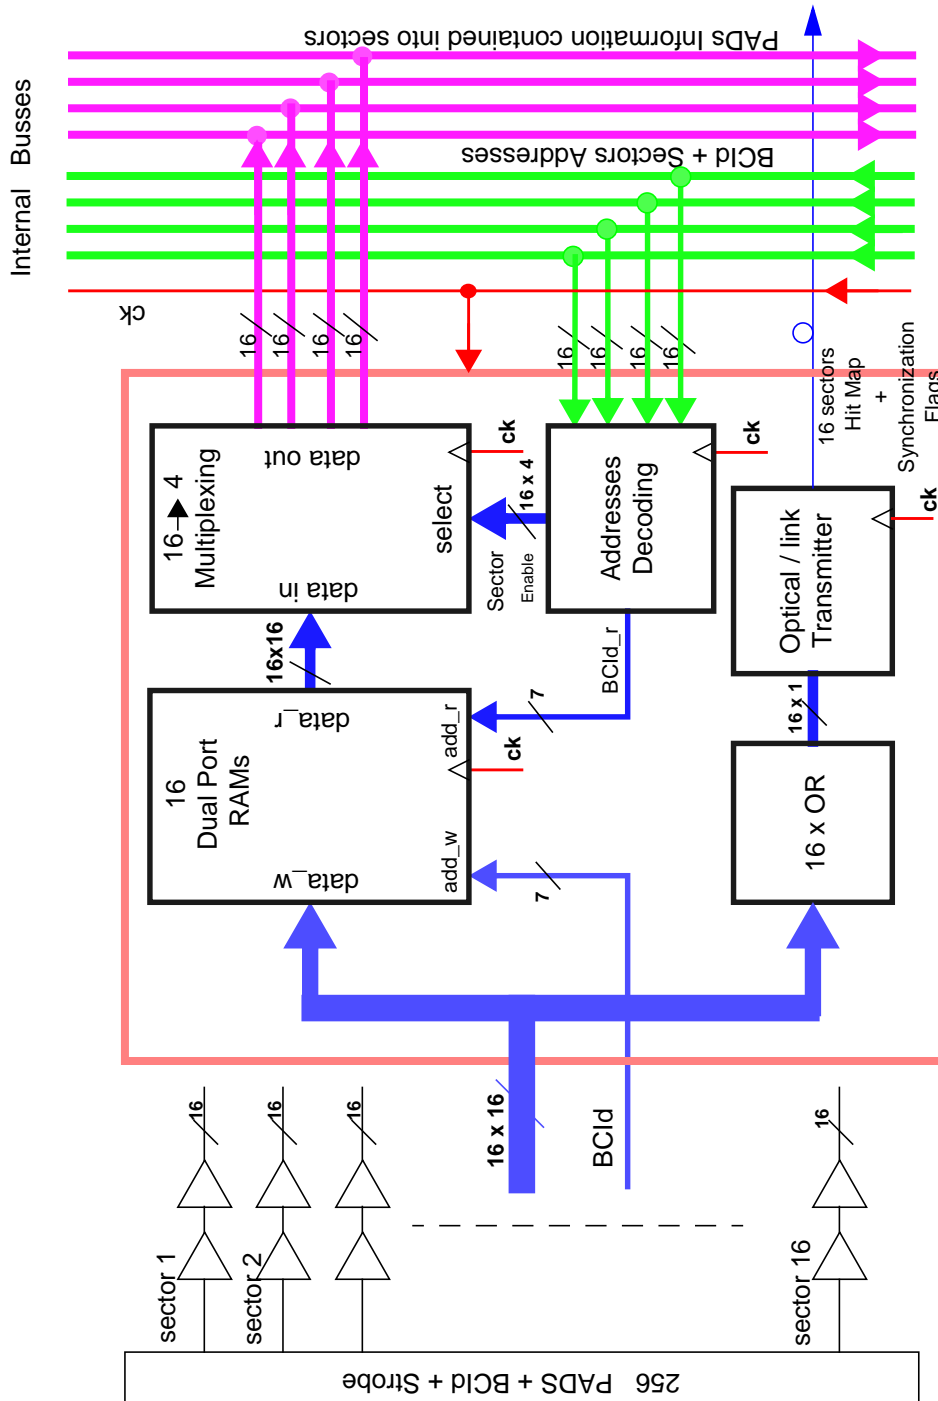 Internal Busses
PADs Information contained into sectors
BCId + Sectors Addresses
ck
16
16
16
16
16
16
16
16
16 sectors
Hit Map
+
Synchronization
Flags
16 → 4
Multiplexing
data out
data in
select
ck
Sector
Enable
16 x 4
Addresses
Decoding
ck
Optical / link
Transmitter
ck
16x16
BCId_r
7
16 x 1
16
Dual Port
RAMs
data_r
data_w
add_r
add_w
ck
7
16 x OR
16 x 16
BCId
16
16
16
16
sector 1
sector 2
sector 16
256 PADS + BCId + Strobe